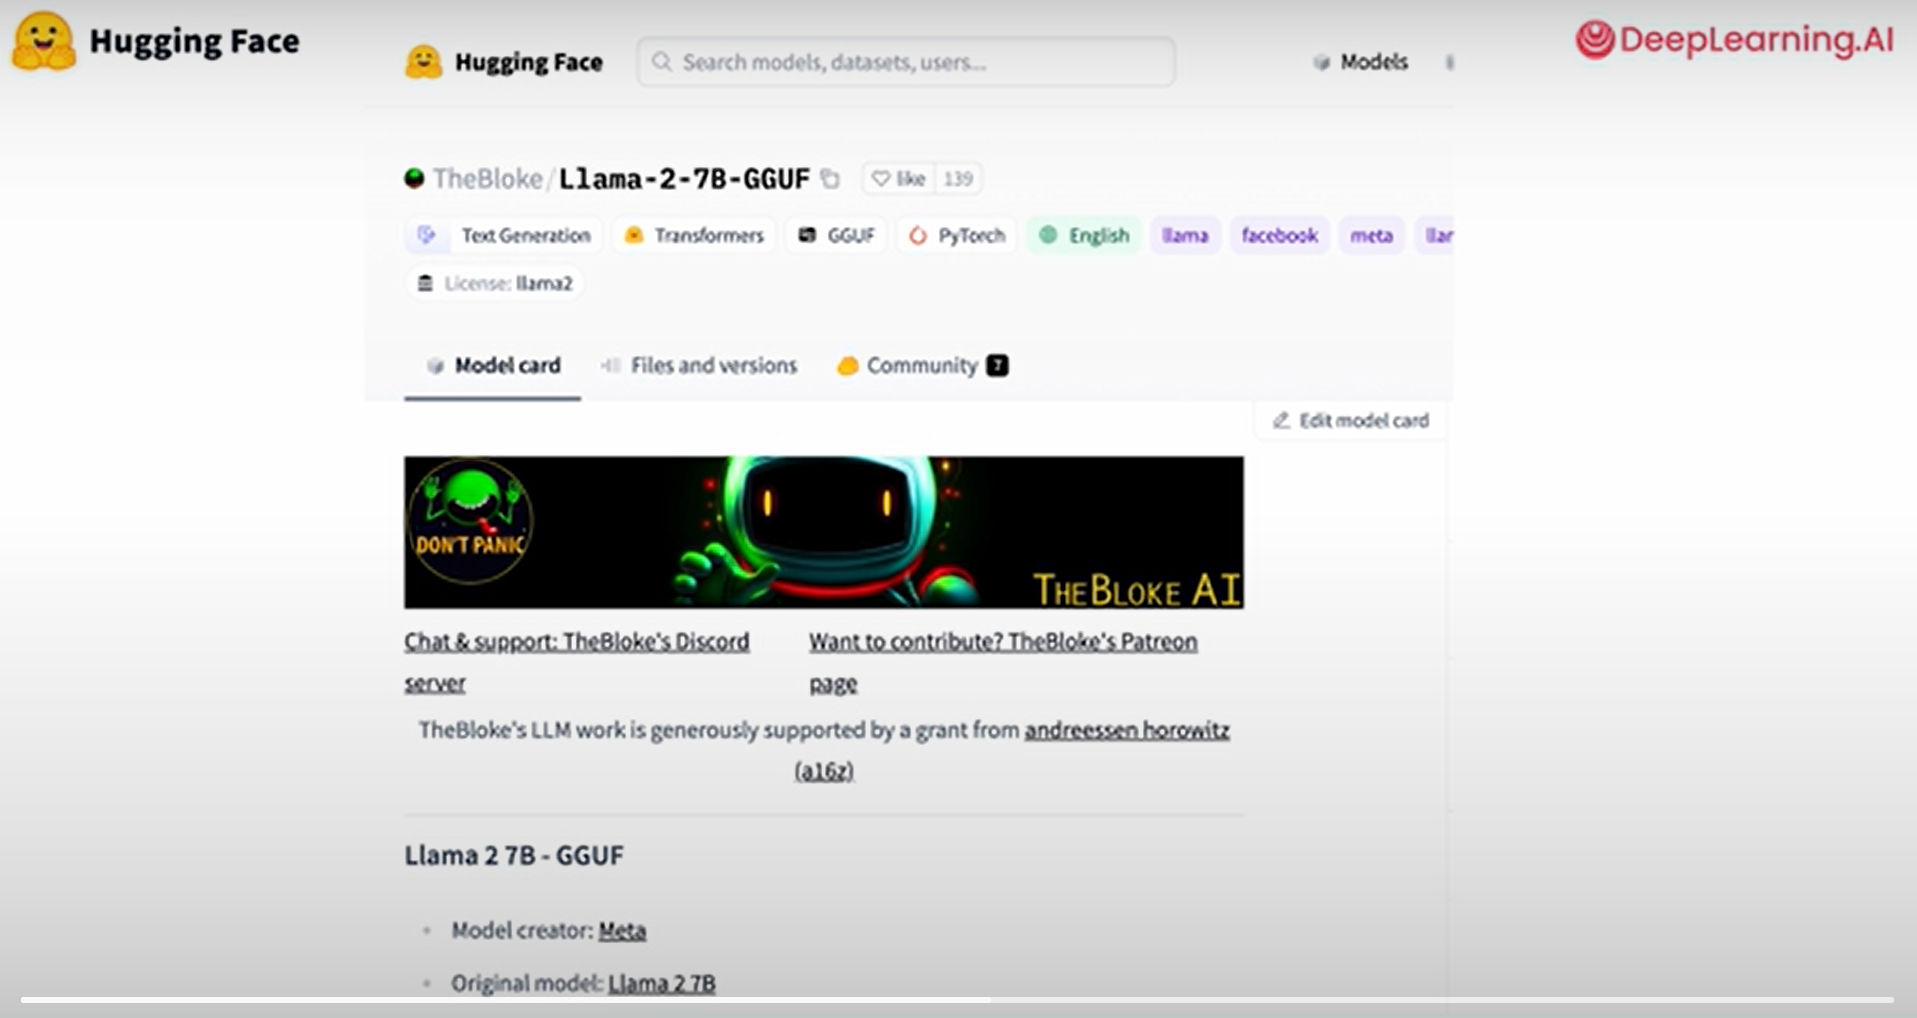 Hugging Face
DeepLearning.AI
Hugging Face
Search models, datasets, users...
Models
TheBloke/Llama-2-7B-GGUF
like 139
Text Generation Transformers GGUF PyTorch English llama facebook meta
License: llama2
Model card Files and versions Community 7
Edit model card
DON'T PANIC
THEBLOKE AI
Chat & support: TheBloke's Discord
server
Want to contribute? TheBloke's Patreon
page
TheBloke's LLM work is generously supported by a grant from andreessen horowitz
(a16z)
Llama 2 7B - GGUF
• Model creator: Meta
• Original model: Llama 2 7B